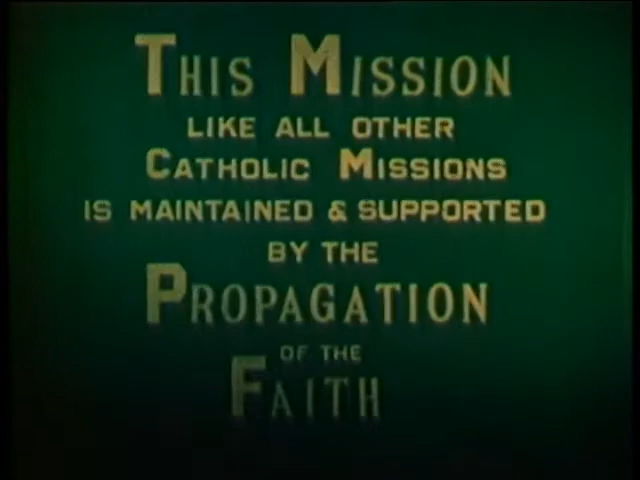 This Mission
LIKE ALL OTHER
Catholic Missions
IS MAINTAINED & SUPPORTED
BY THE
Propagation
OF THE
Faith